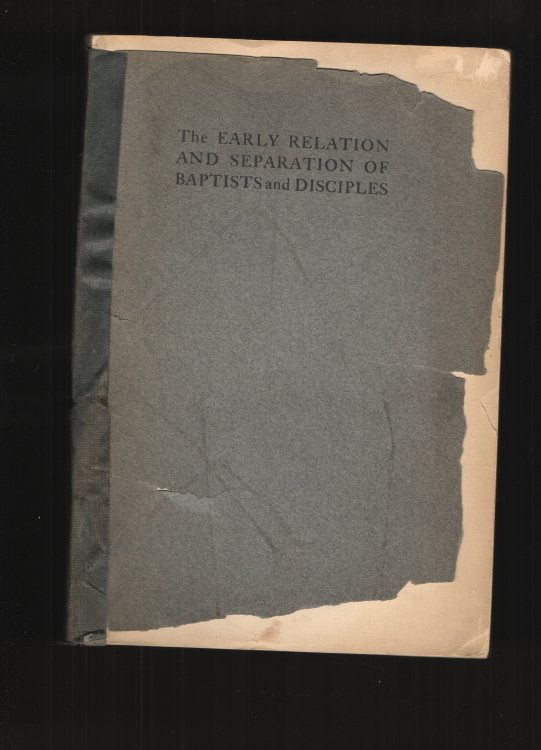 The EARLY RELATION
AND SEPARATION OF
BAPTISTS and DISCIPLES